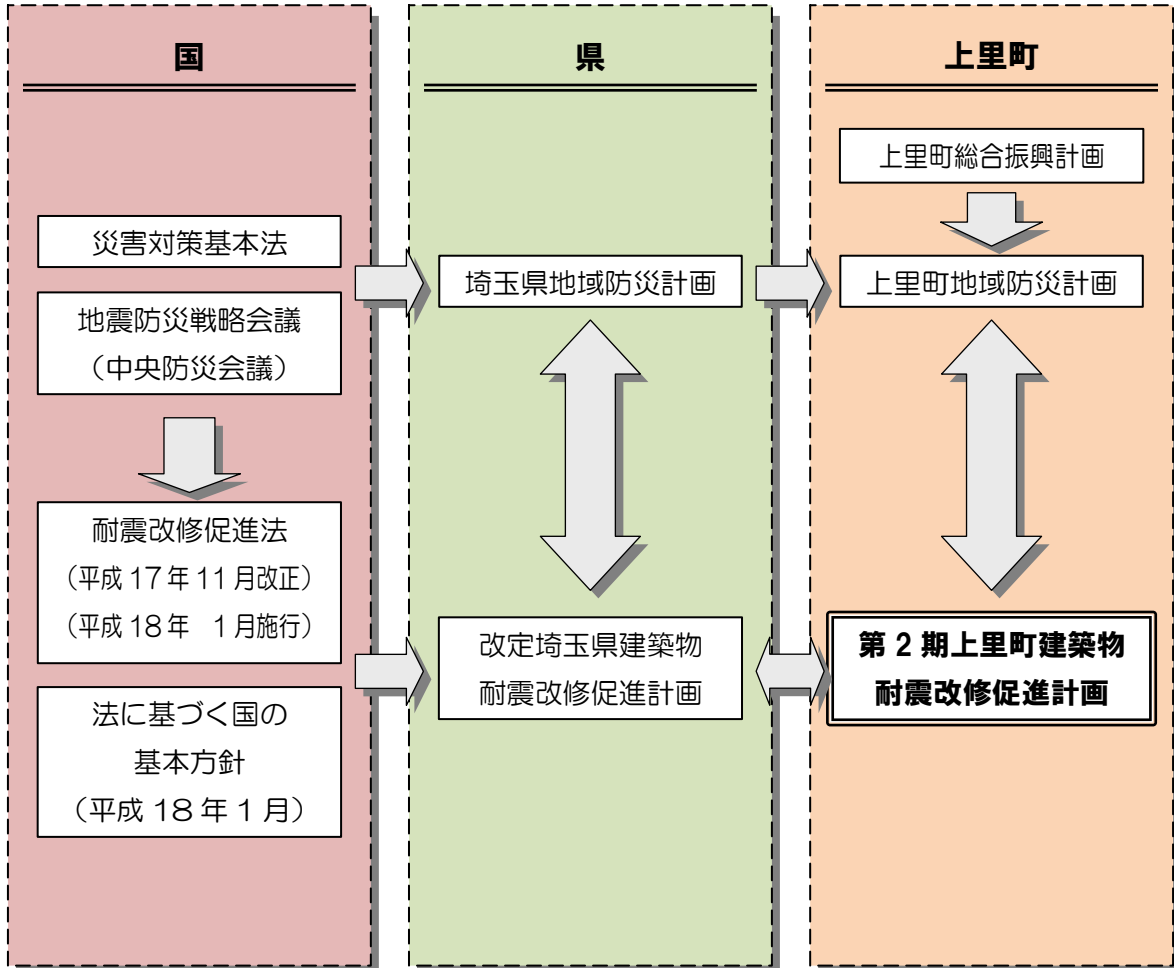 国
災害対策基本法
地震防災戦略会議
（中央防災会議）
耐震改修促進法
（平成17年11月改正）
（平成18年　1月施行）
法に基づく国の
基本方針
（平成18年1月）
県
埼玉県地域防災計画
改定埼玉県建築物
耐震改修促進計画
上里町
上里町総合振興計画
上里町地域防災計画
第2期上里町建築物
耐震改修促進計画